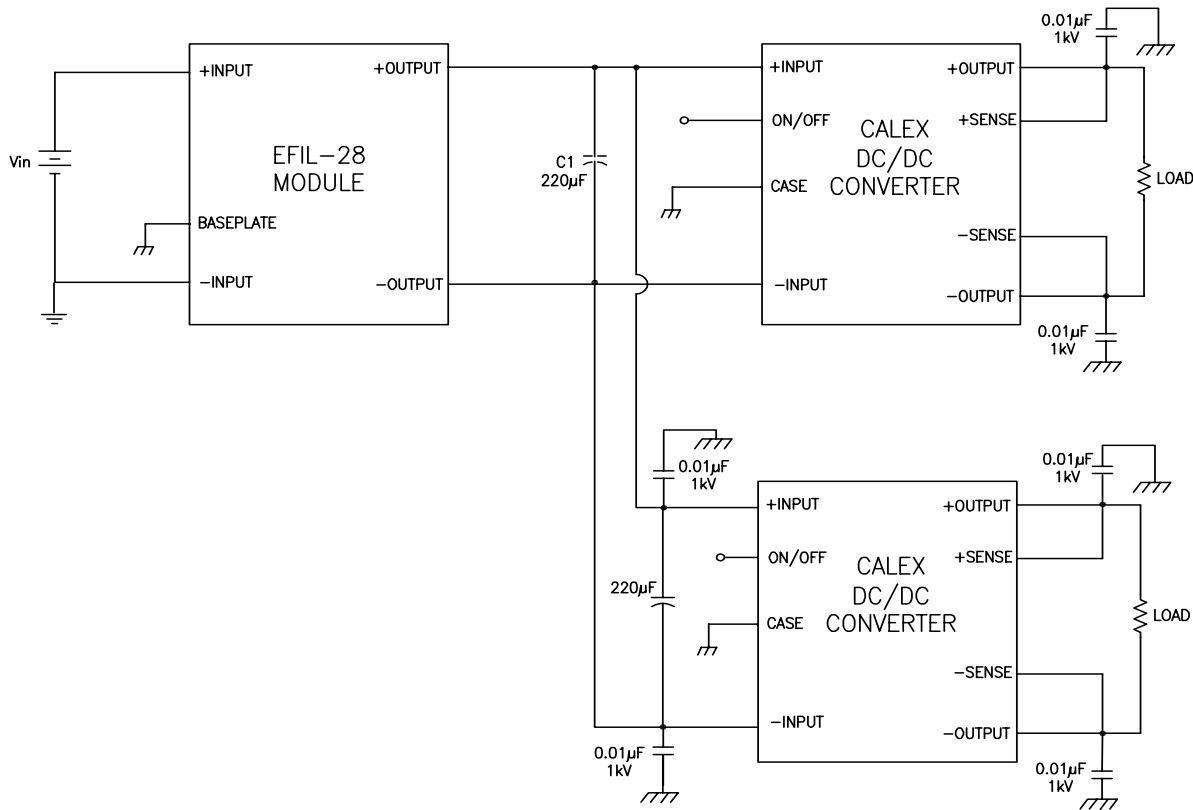 0.01µF
1kV
+INPUT
+OUTPUT
+INPUT
+OUTPUT
ON/OFF
+SENSE
CALEX
DC/DC
CONVERTER
EFIL-28
MODULE
Vin
C1
220µF
CASE
LOAD
BASEPLATE
-SENSE
-INPUT
-OUTPUT
-INPUT
-OUTPUT
0.01µF
1kV
0.01µF
1kV
0.01µF
1kV
+INPUT
+OUTPUT
ON/OFF
+SENSE
CALEX
DC/DC
CONVERTER
220µF
CASE
LOAD
-SENSE
-INPUT
-OUTPUT
0.01µF
1kV
0.01µF
1kV